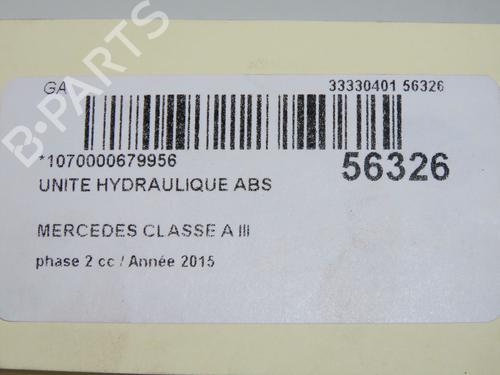 GA 33330401 56326
*1070000679956 56326
UNITE HYDRAULIQUE ABS
MERCEDES CLASSE A III
phase 2 cc / Année 2015
B-PARTS